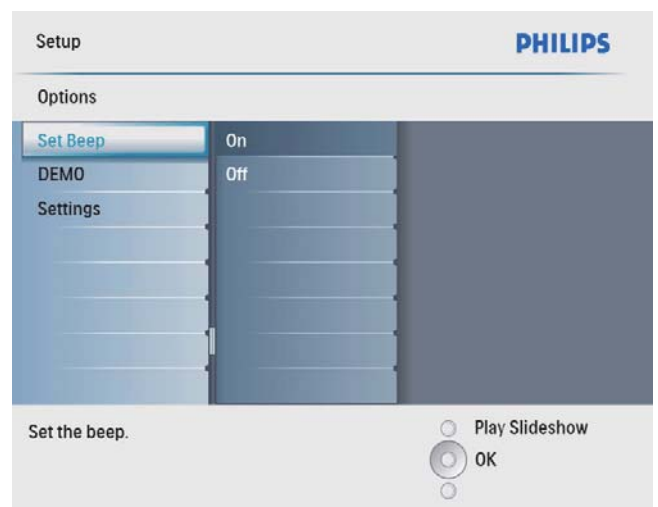 Setup
PHILIPS
Options
Set Beep
On
DEMO
Off
Settings
Set the beep.
Play Slideshow
OK